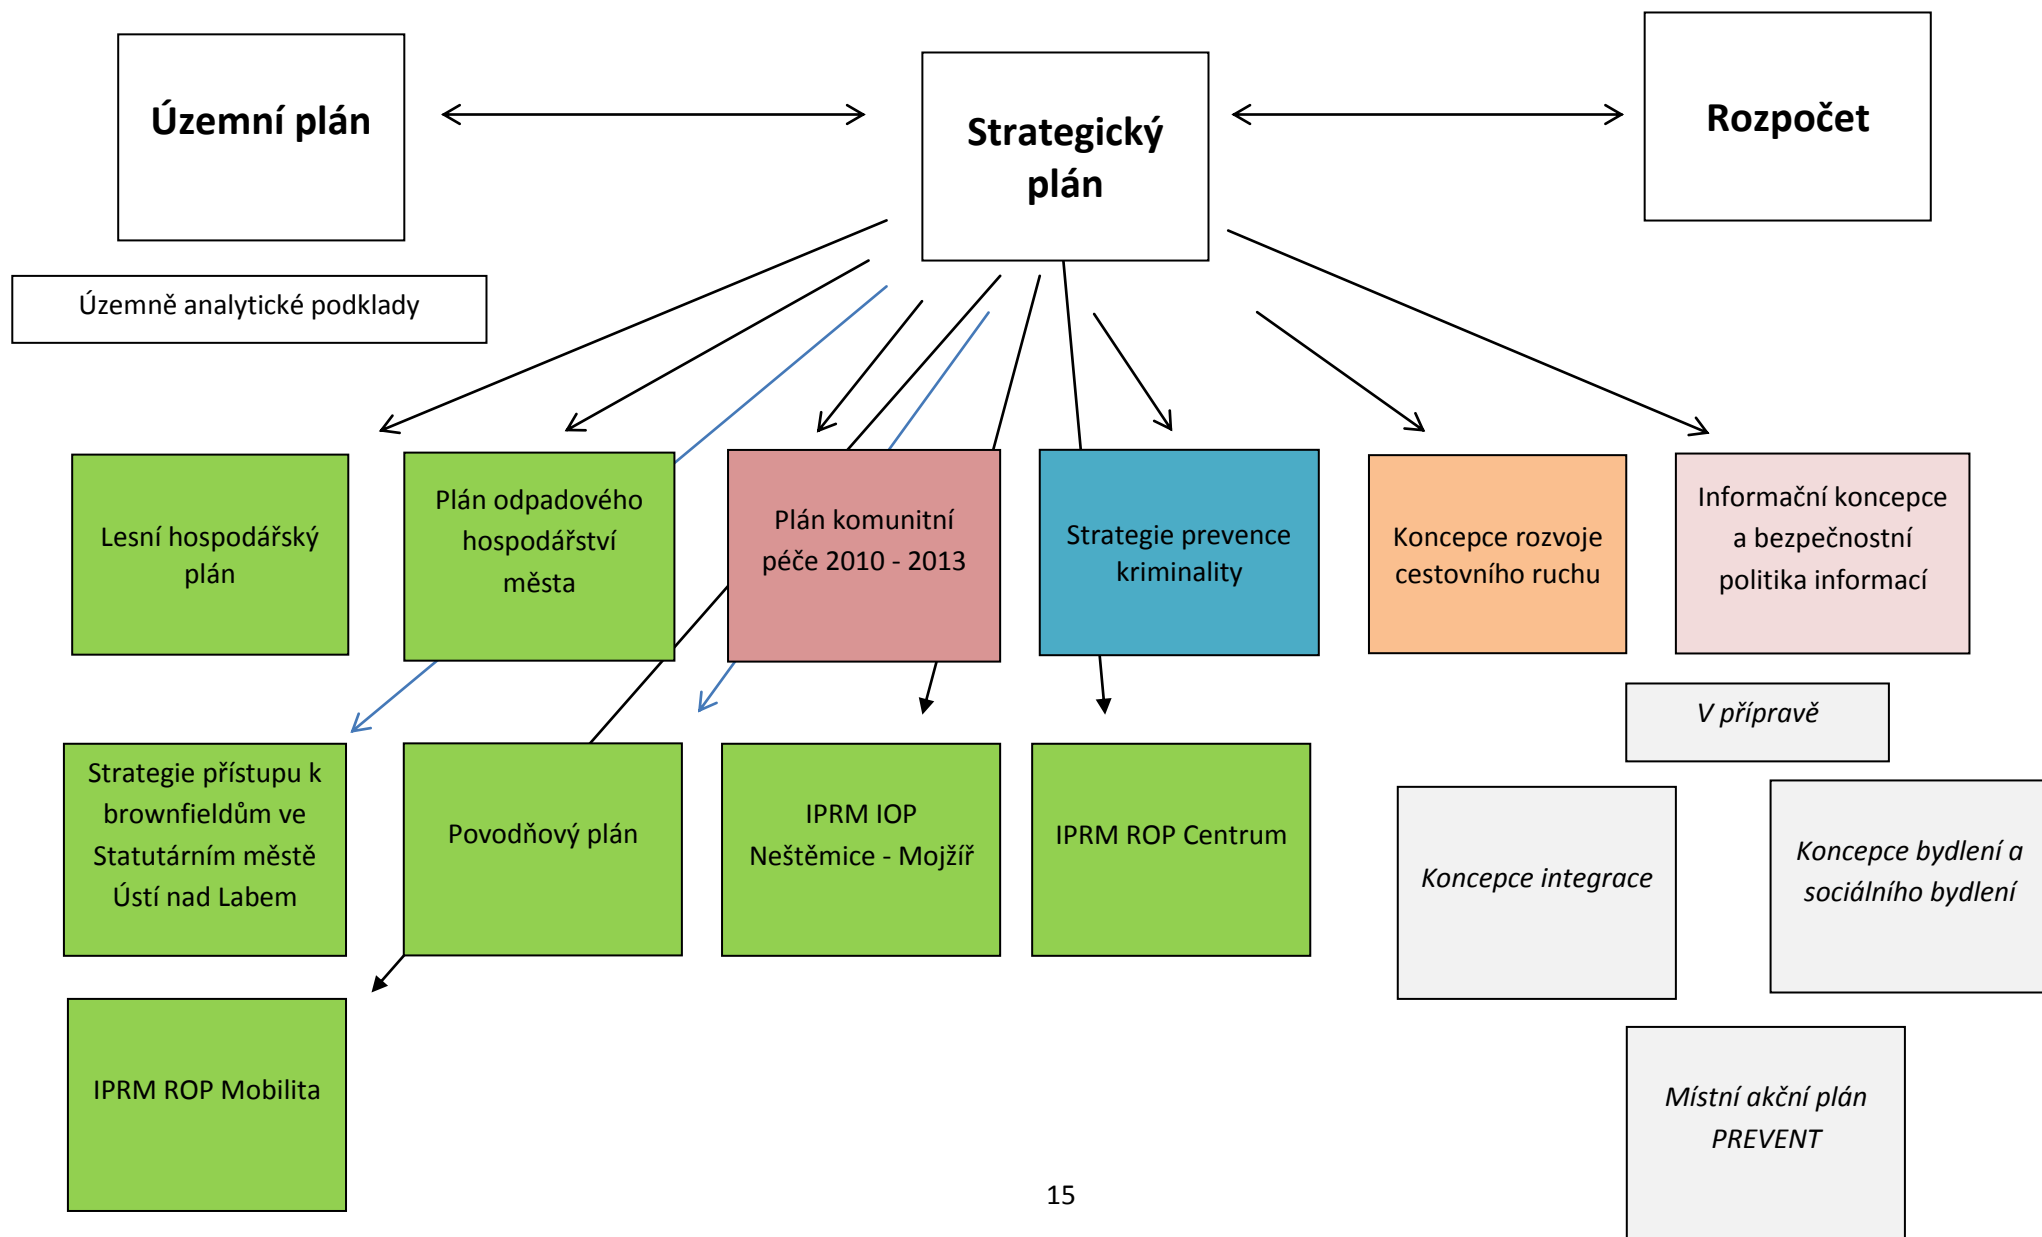 Územní plán
Strategický
plán
Rozpočet
Územně analytické podklady
Lesní hospodářský
plán
Plán odpadového
hospodářství
města
Plán komunitní
péče 2010 - 2013
Strategie prevence
kriminality
Koncepce rozvoje
cestovního ruchu
Informační koncepce
a bezpečnostní
politika informací
V přípravě
Strategie přístupu k
brownfieldům ve
Statutárním městě
Ústí nad Labem
Povodňový plán
IPRM IOP
Neštěmice - Mojžíř
IPRM ROP Centrum
Koncepce integrace
Koncepce bydlení a
sociálního bydlení
IPRM ROP Mobilita
Místní akční plán
PREVENT
15